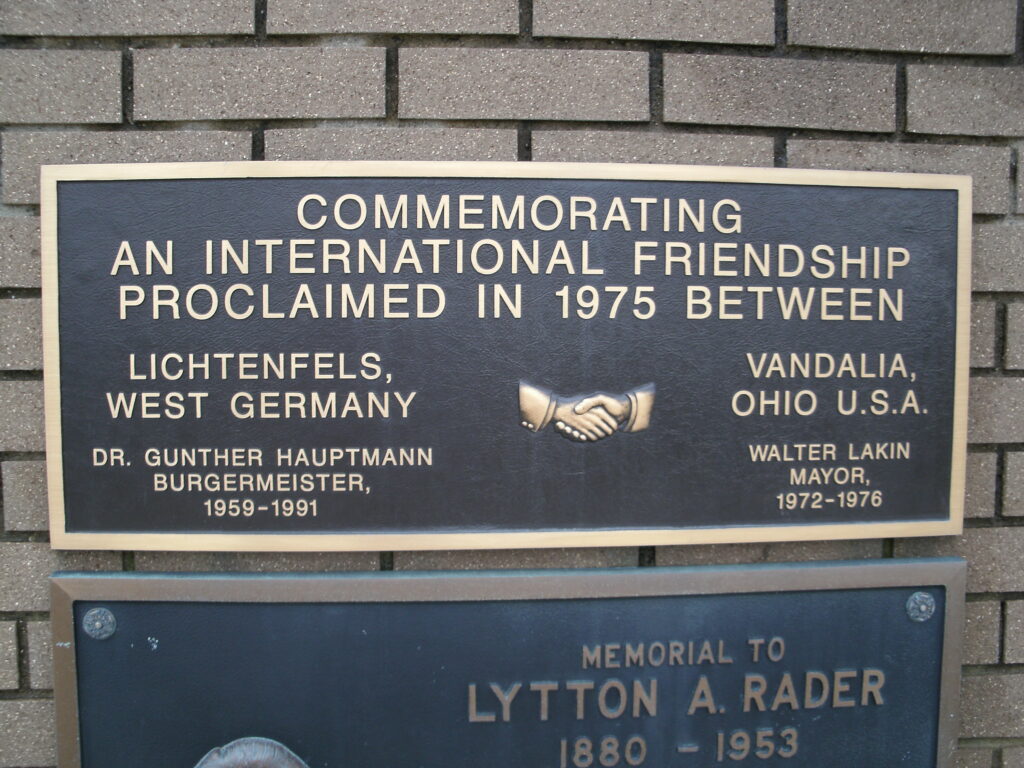 COMMEMORATING
AN INTERNATIONAL FRIENDSHIP
PROCLAIMED IN 1975 BETWEEN
LICHTENFELS,
WEST GERMANY
DR. GUNTHER HAUPTMANN
BURGERMEISTER,
1959-1991
VANDALIA,
OHIO U.S.A.
WALTER LAKIN
MAYOR,
1972-1976
MEMORIAL TO
LYTTON A. RADER
1880 - 1953